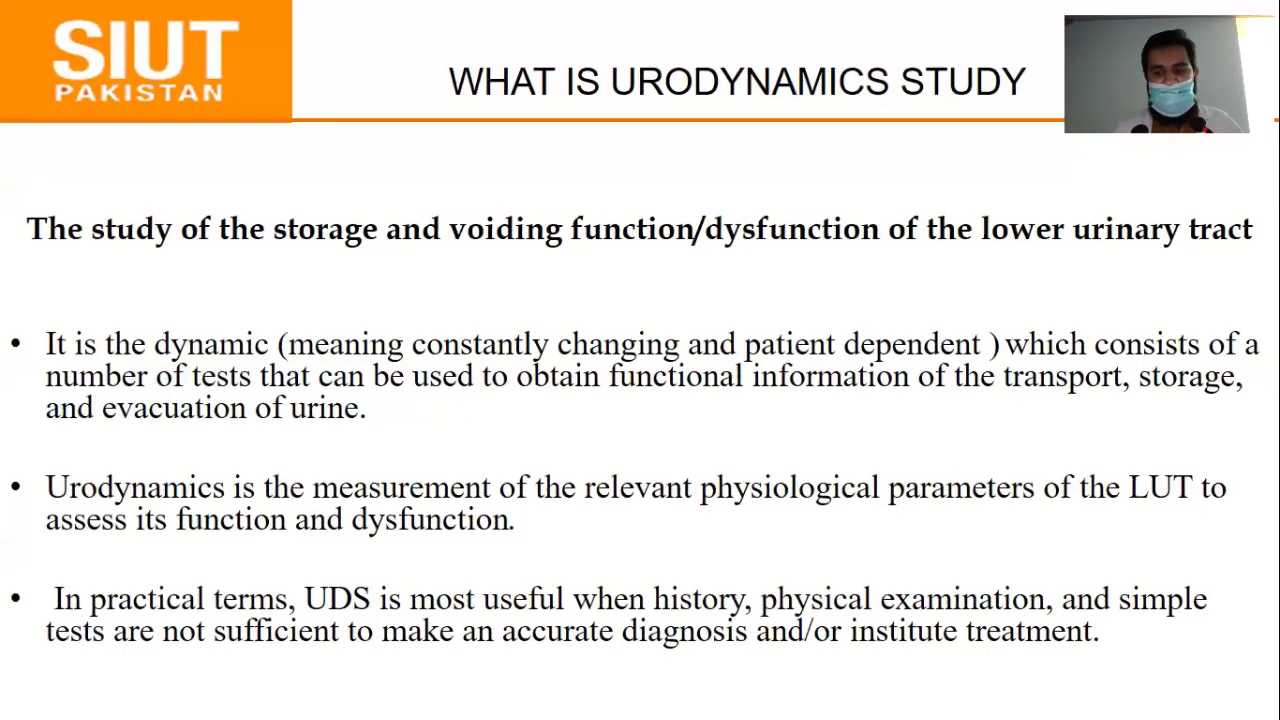 SIUT
PAKISTAN
WHAT IS URODYNAMICS STUDY
The study of the storage and voiding function/dysfunction of the lower urinary tract
• It is the dynamic (meaning constantly changing and patient dependent ) which consists of a
number of tests that can be used to obtain functional information of the transport, storage,
and evacuation of urine.
• Urodynamics is the measurement of the relevant physiological parameters of the LUT to
assess its function and dysfunction.
• In practical terms, UDS is most useful when history, physical examination, and simple
tests are not sufficient to make an accurate diagnosis and/or institute treatment.